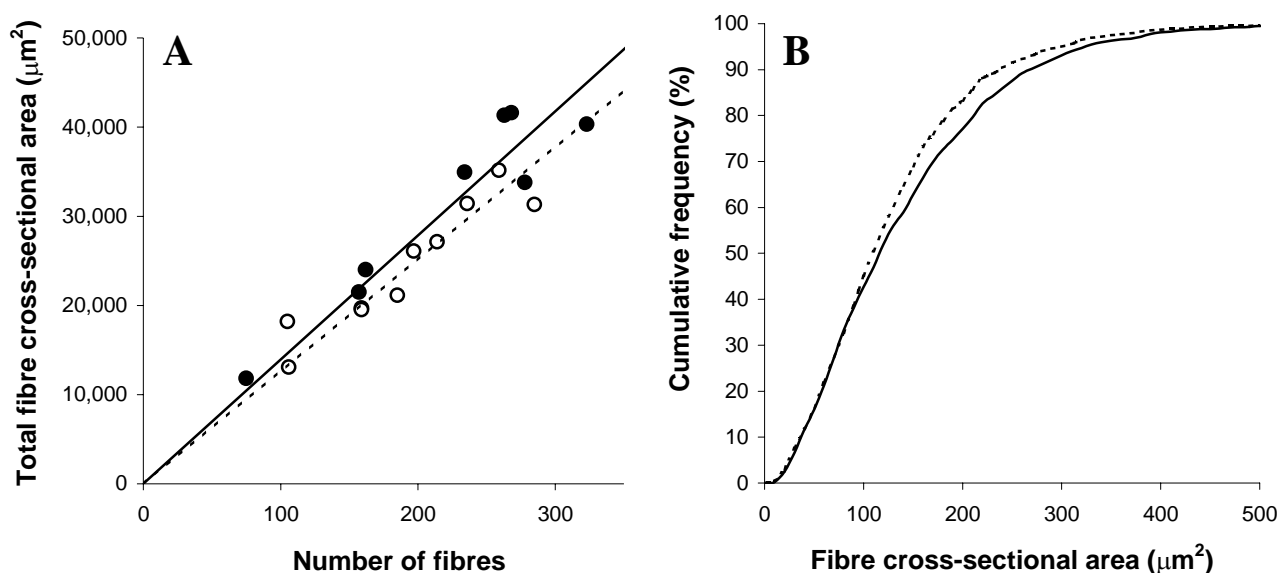 A
Total fibre cross-sectional area (μm²)
50,000
40,000
30,000
20,000
10,000
0
0 100 200 300
Number of fibres
B
Cumulative frequency (%)
100
90
80
70
60
50
40
30
20
10
0
0 100 200 300 400 500
Fibre cross-sectional area (μm²)